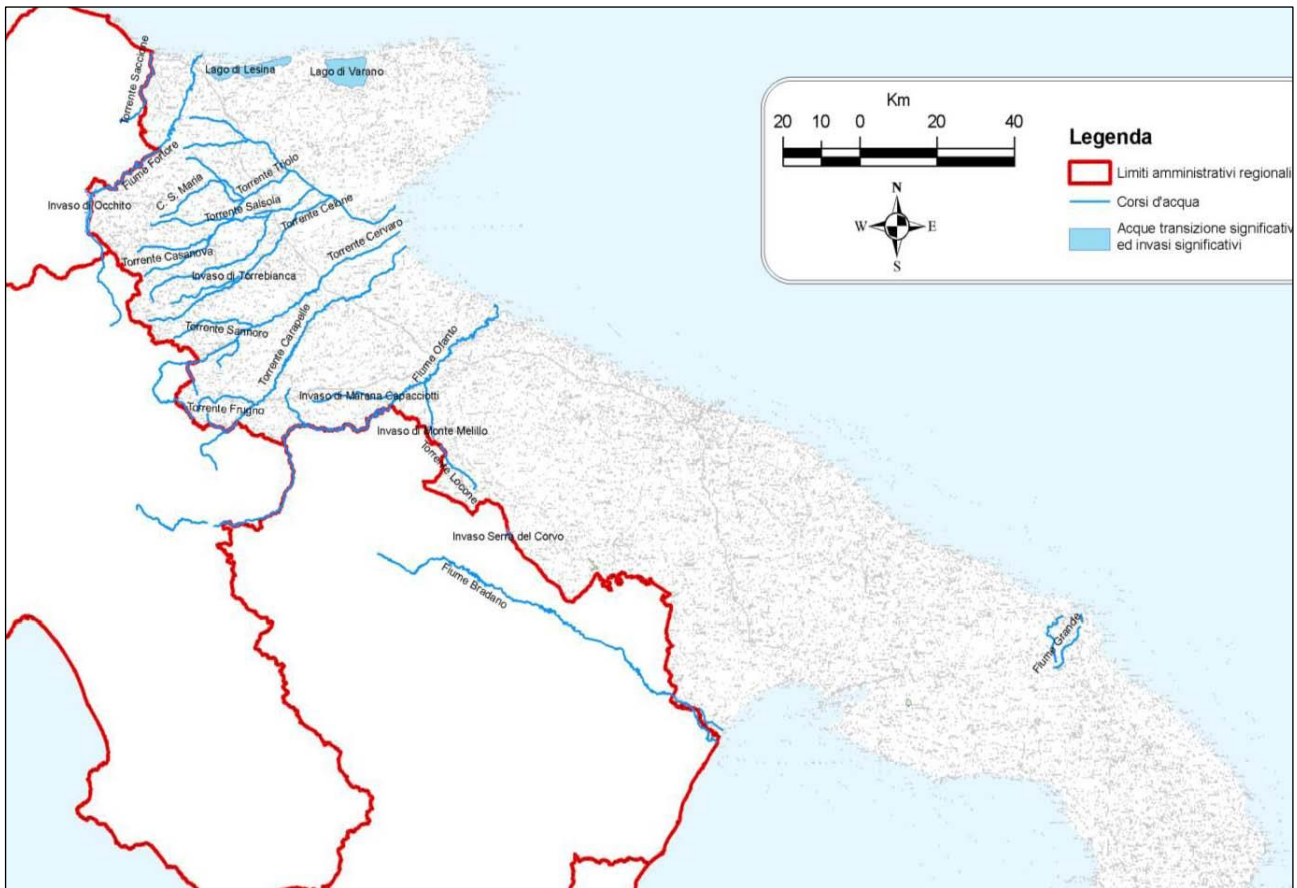 Torrente Saccione
Lago di Lesina
Lago di Varano
Fiume Fortore
C. S. Maria
Torrente Triolo
Invaso di Occhito
Torrente Salsola
Torrente Celone
Torrente Cervaro
Torrente Casanova
Invaso di Torrebianca
Torrente Sannoro
Torrente Carapelle
Fiume Ofanto
Torrente Frugno
Invaso di Marana Capacciotti
Invaso di Monte Melillo
Torrente Locone
Invaso Serra del Corvo
Fiume Bradano
Fiume Grande
Km
20 10 0 20 40
N
W E
S
Legenda
Limiti amministrativi regionali
Corsi d'acqua
Acque transizione significativ
ed invasi significativi